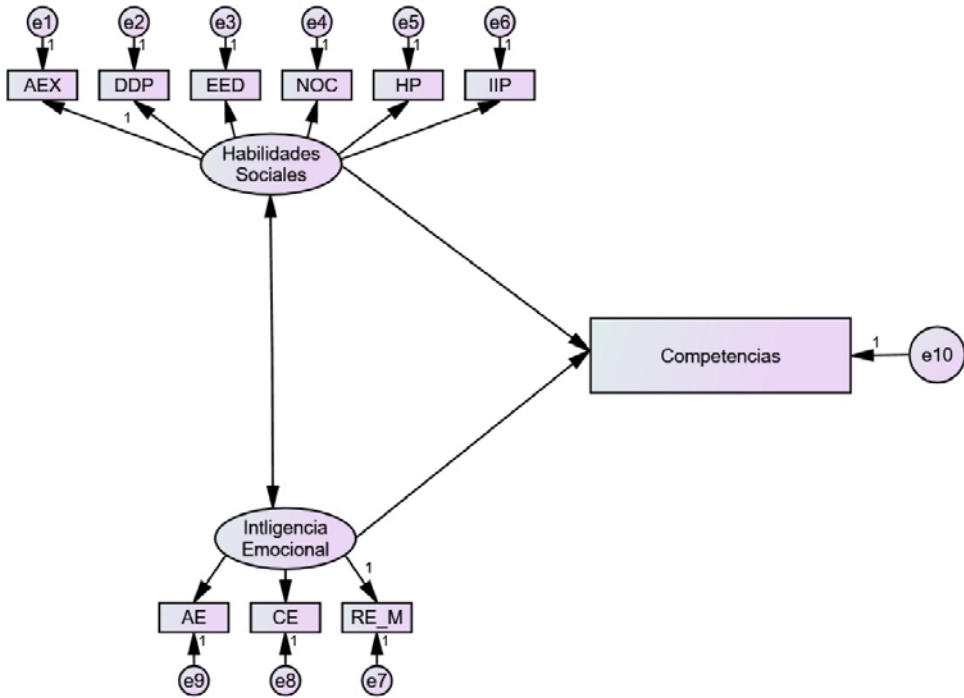 e1 e2 e3 e4 e5 e6
1 1 1 1 1 1
AEX DDP EED NOC HP IIP
1
Habilidades
Sociales
Competencias
1
e10
Intligencia
Emocional
1
AE CE RE_M
1 1 1
e9 e8 e7